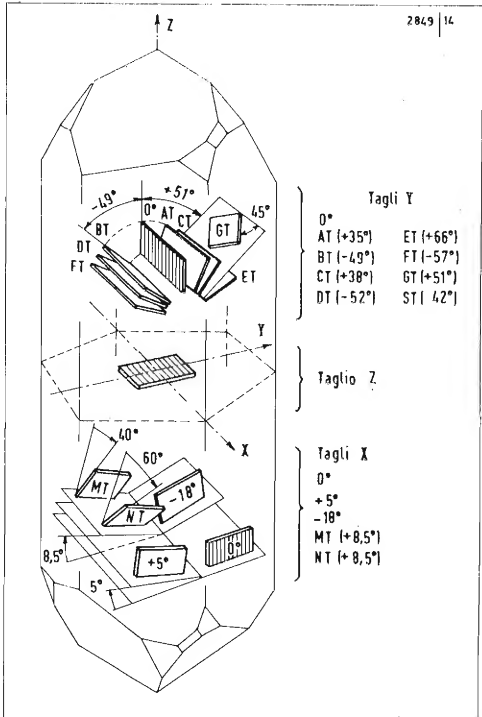 2849 | 14
Z
-49°
+51°
0°
AT
CT
BT
DT
FT
GT
45°
ET
Tagli Y
0°
AT (+35°) ET (+66°)
BT (-49°) FT (-57°)
CT (+38°) GT (+51°)
DT (-52°) ST ( 42°)
Y
Taglio Z
X
40°
60°
MT
NT
-18°
+5°
0°
8,5°
5°
Tagli X
0°
+5°
-18°
MT (+8,5°)
NT (+8,5°)